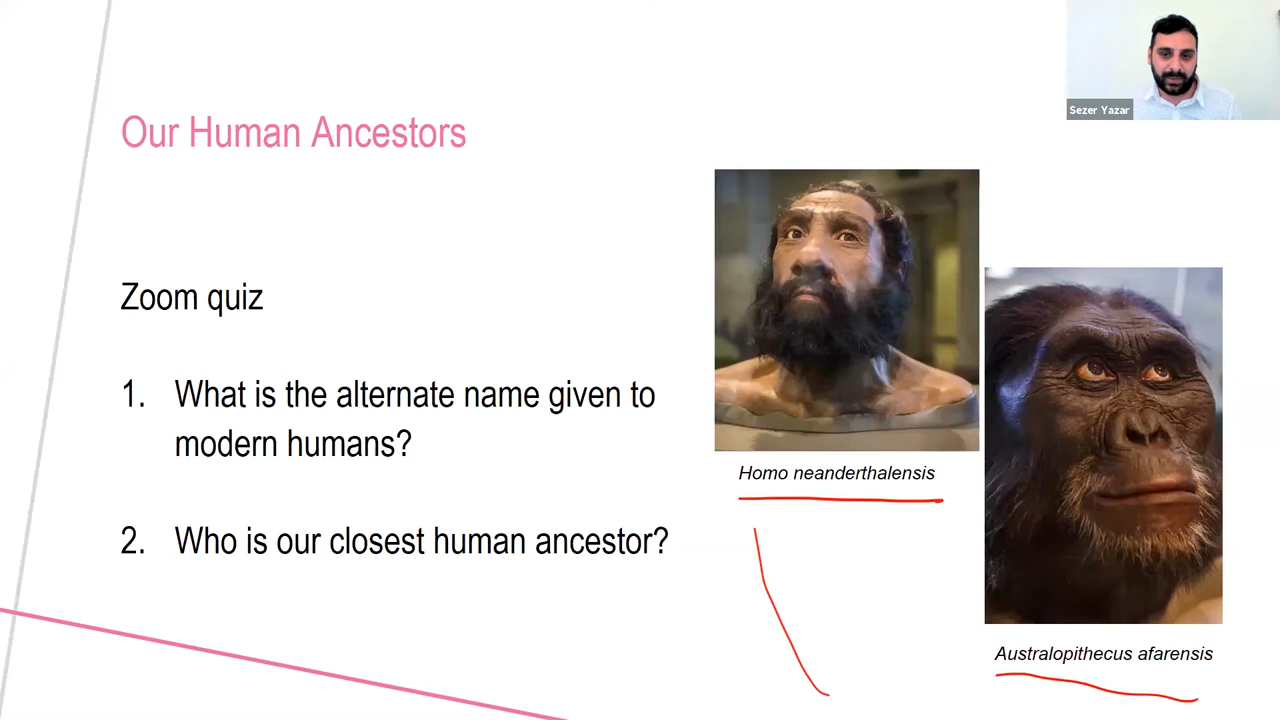 Sezer Yazar
Our Human Ancestors
Zoom quiz
1. What is the alternate name given to
modern humans?
2. Who is our closest human ancestor?
Homo neanderthalensis
Australopithecus afarensis